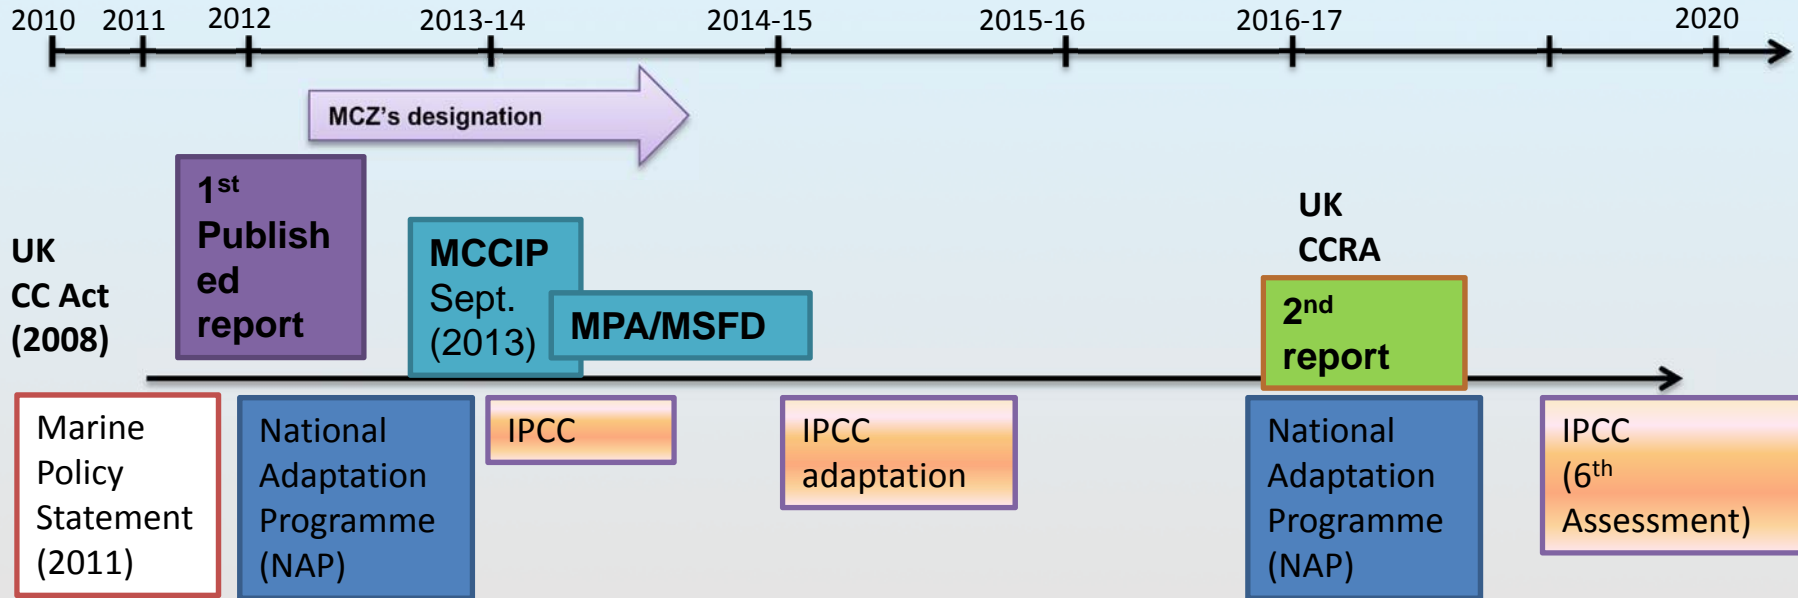 2010 2011 2012 2013-14 2014-15 2015-16 2016-17 2020
MCZ's designation
1st
Publish
ed
report
UK
CC Act
(2008)
MCCIP
Sept.
(2013)
MPA/MSFD
UK
CCRA
2nd
report
Marine
Policy
Statement
(2011)
National
Adaptation
Programme
(NAP)
IPCC
IPCC
adaptation
National
Adaptation
Programme
(NAP)
IPCC
(6th
Assessment)